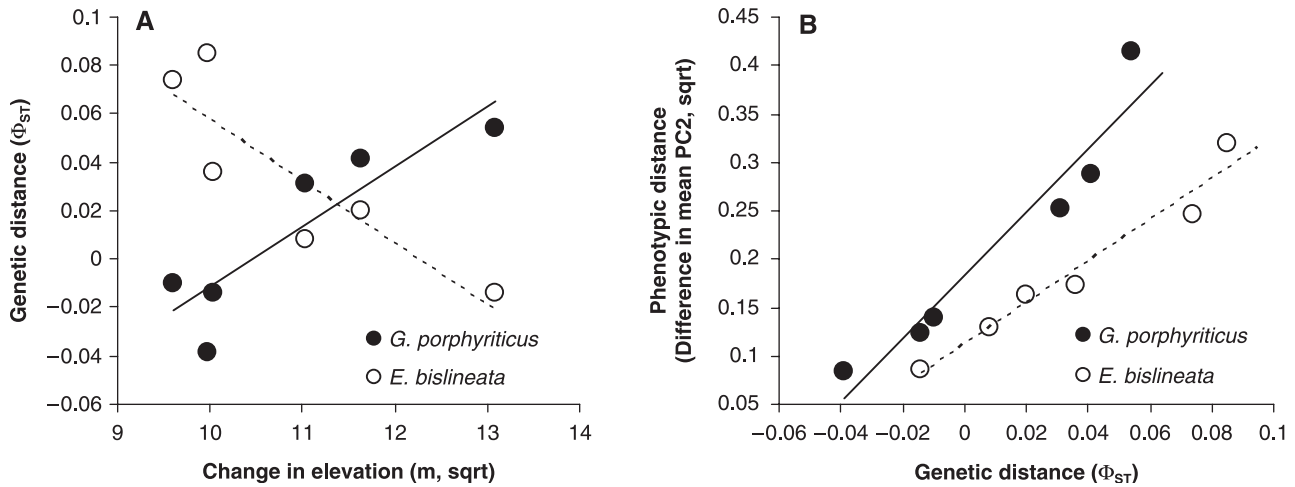 A
0.1
0.08
0.06
0.04
0.02
0
−0.02
−0.04
−0.06
Genetic distance (ΦST)
9 10 11 12 13 14
Change in elevation (m, sqrt)
G. porphyriticus
E. bislineata
B
0.45
0.4
0.35
0.3
0.25
0.2
0.15
0.1
0.05
Phenotypic distance
(Difference in mean PC2, sqrt)
−0.06 −0.04 −0.02 0 0.02 0.04 0.06 0.08 0.1
Genetic distance (ΦST)
G. porphyriticus
E. bislineata